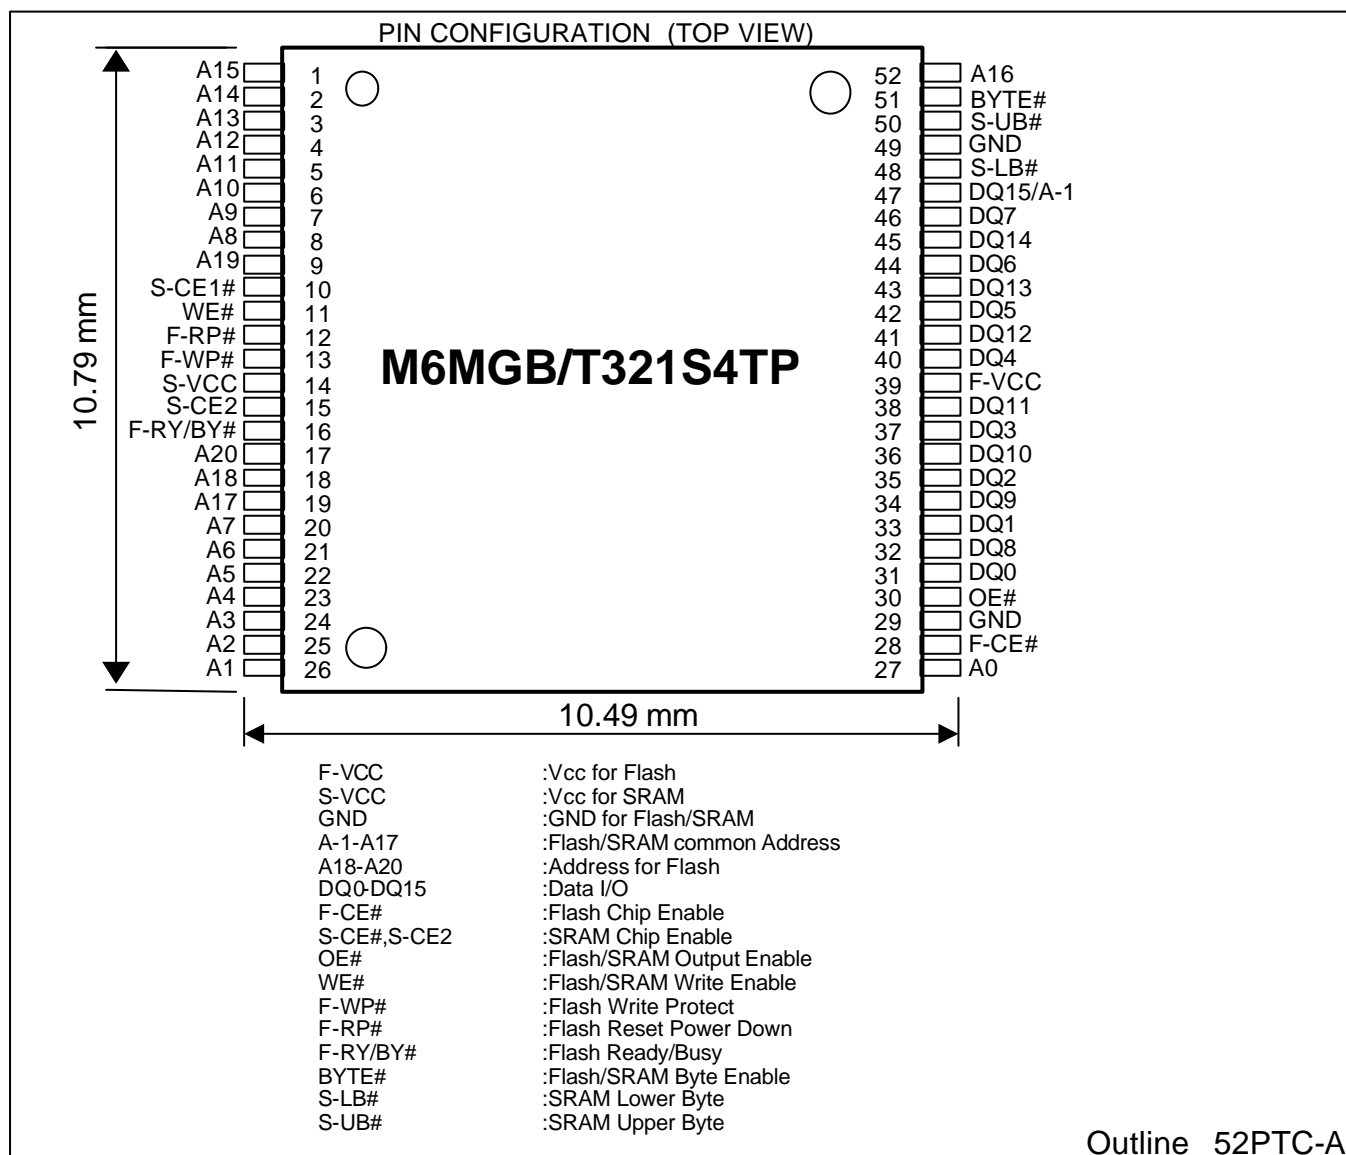 PIN CONFIGURATION (TOP VIEW)
A15 1 52 A16
A14 2 51 BYTE#
A13 3 50 S-UB#
A12 4 49 GND
A11 5 48 S-LB#
A10 6 47 DQ15/A-1
A9 7 46 DQ7
A8 8 45 DQ14
A19 9 44 DQ6
S-CE1# 10 43 DQ13
WE# 11 42 DQ5
F-RP# 12 41 DQ12
F-WP# 13 40 DQ4
S-VCC 14 39 F-VCC
S-CE2 15 38 DQ11
F-RY/BY# 16 37 DQ3
A20 17 36 DQ10
A18 18 35 DQ2
A17 19 34 DQ9
A7 20 33 DQ1
A6 21 32 DQ8
A5 22 31 DQ0
A4 23 30 OE#
A3 24 29 GND
A2 25 28 F-CE#
A1 26 27 A0
M6MGB/T321S4TP
10.79 mm
10.49 mm
F-VCC :Vcc for Flash
S-VCC :Vcc for SRAM
GND :GND for Flash/SRAM
A-1-A17 :Flash/SRAM common Address
A18-A20 :Address for Flash
DQ0-DQ15 :Data I/O
F-CE# :Flash Chip Enable
S-CE#,S-CE2 :SRAM Chip Enable
OE# :Flash/SRAM Output Enable
WE# :Flash/SRAM Write Enable
F-WP# :Flash Write Protect
F-RP# :Flash Reset Power Down
F-RY/BY# :Flash Ready/Busy
BYTE# :Flash/SRAM Byte Enable
S-LB# :SRAM Lower Byte
S-UB# :SRAM Upper Byte
Outline 52PTC-A